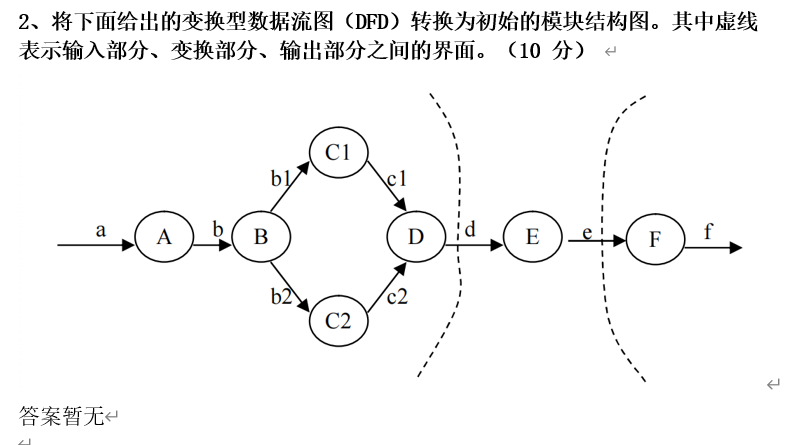 2、将下面给出的变换型数据流图（DFD）转换为初始的模块结构图。其中虚线
表示输入部分、变换部分、输出部分之间的界面。（10 分）
C1
b1
c1
a
A
b
B
D
d
E
e
F
f
b2
c2
C2
答案暂无